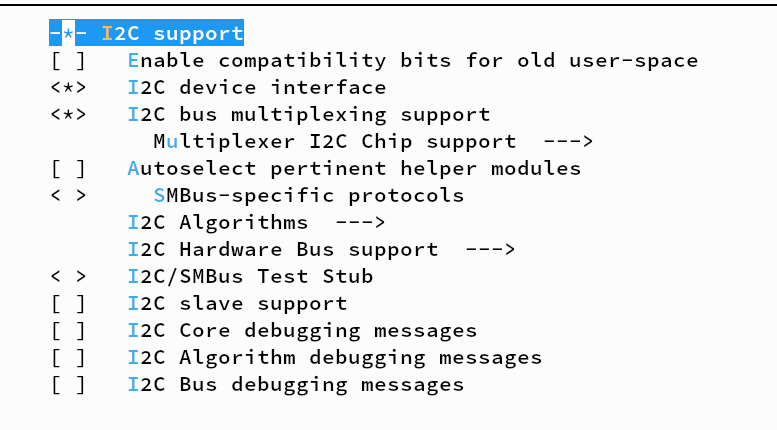 -*- I2C support
[ ]   Enable compatibility bits for old user-space
<*>   I2C device interface
<*>   I2C bus multiplexing support
        Multiplexer I2C Chip support  --->
[ ]   Autoselect pertinent helper modules
< >     SMBus-specific protocols
      I2C Algorithms  --->
      I2C Hardware Bus support  --->
< >   I2C/SMBus Test Stub
[ ]   I2C slave support
[ ]   I2C Core debugging messages
[ ]   I2C Algorithm debugging messages
[ ]   I2C Bus debugging messages